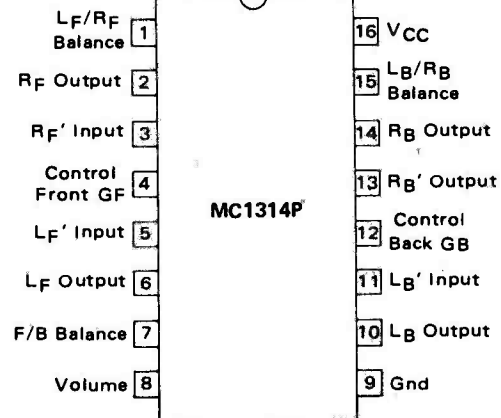 LF/RF
Balance 1
RF Output 2
RF' Input 3
Control
Front GF 4
LF' Input 5
LF Output 6
F/B Balance 7
Volume 8
MC1314P
16 VCC
15 LB/RB
Balance
14 RB Output
13 RB' Output
12 Control
Back GB
11 LB' Input
10 LB Output
9 Gnd